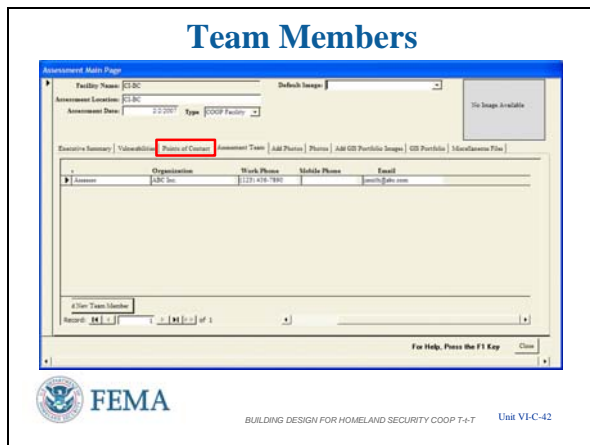 Team Members
Assessment Main Page
Facility Name: CI-BC
Default Image:
Assessment Location: CI-BC
Assessment Date: 2/2/2007 Type COOP Facility
No Image Available
Executive Summary Vulnerabilities Points of Contact Assessment Team Add Photos Photos Add GIS Portfolio Images GIS Portfolio Miscellaneous Files
Organization Work Phone Mobile Phone Email
Assessor ABC Inc. (123) 456-7890
New Team Member
Record: 1 of 1
For Help, Press the F1 Key Close
FEMA
BUILDING DESIGN FOR HOMELAND SECURITY COOP T-t-T Unit VI-C-42